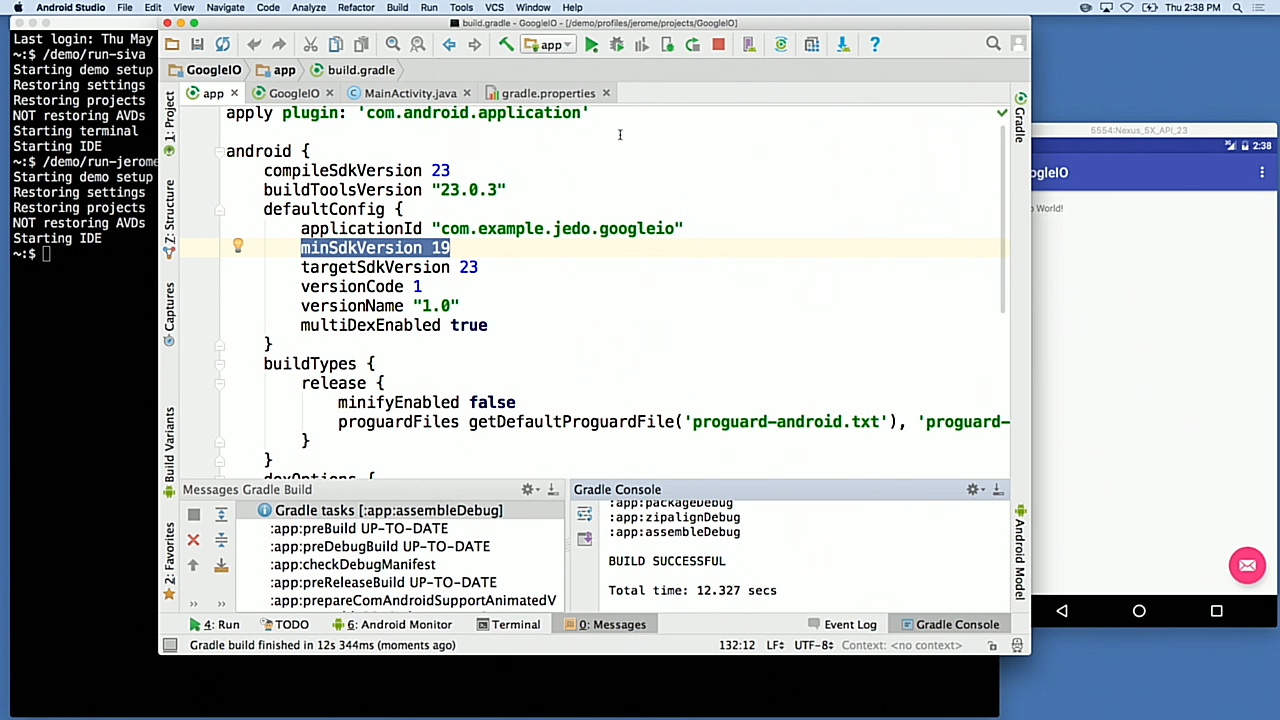 Android Studio File Edit View Navigate Code Analyze Refactor Build Run Tools VCS Window Help Thu 2:38 PM
Last login: Thu May
~:$ /demo/run-siva
Starting demo setup
Restoring settings
Restoring projects
NOT restoring AVDs
Starting terminal
Starting IDE
~:$ /demo/run-jerome
Starting demo setup
Restoring settings
Restoring projects
NOT restoring AVDs
Starting IDE
~:$
build.gradle - GoogleIO - [/demo/profiles/jerome/projects/GoogleIO]
app
GoogleIO app build.gradle
app GoogleIO MainActivity.java gradle.properties
1: Project
Z: Structure
Captures
Build Variants
2: Favorites
apply plugin: 'com.android.application'
android {
compileSdkVersion 23
buildToolsVersion "23.0.3"
defaultConfig {
applicationId "com.example.jedo.googleio"
minSdkVersion 19
targetSdkVersion 23
versionCode 1
versionName "1.0"
multiDexEnabled true
}
buildTypes {
release {
minifyEnabled false
proguardFiles getDefaultProguardFile('proguard-android.txt'), 'proguard-
}
}
dexOptions {
Gradle
Android Model
Messages Gradle Build
Gradle tasks [:app:assembleDebug]
:app:preBuild UP-TO-DATE
:app:preDebugBuild UP-TO-DATE
:app:checkDebugManifest
:app:preReleaseBuild UP-TO-DATE
:app:prepareComAndroidSupportAnimatedV
Gradle Console
:app:packageDebug
:app:zipalignDebug
:app:assembleDebug
BUILD SUCCESSFUL
Total time: 12.327 secs
4: Run TODO 6: Android Monitor Terminal 0: Messages Event Log Gradle Console
Gradle build finished in 12s 344ms (moments ago) 132:12 LF UTF-8 Context: <no context>
5554:Nexus_5X_API_23
2:38
ogleIO
o World!